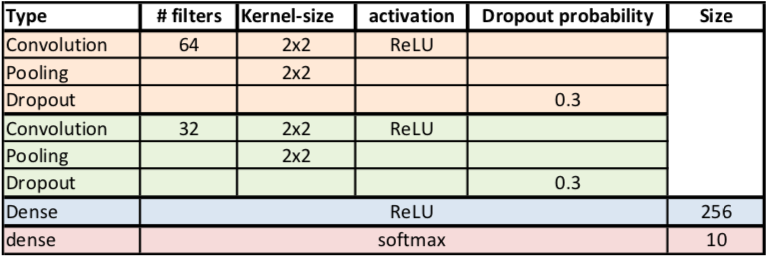 Type # filters Kernel-size activation Dropout probability Size
Convolution 64 2x2 ReLU
Pooling 2x2
Dropout 0.3
Convolution 32 2x2 ReLU
Pooling 2x2
Dropout 0.3
Dense ReLU 256
dense softmax 10